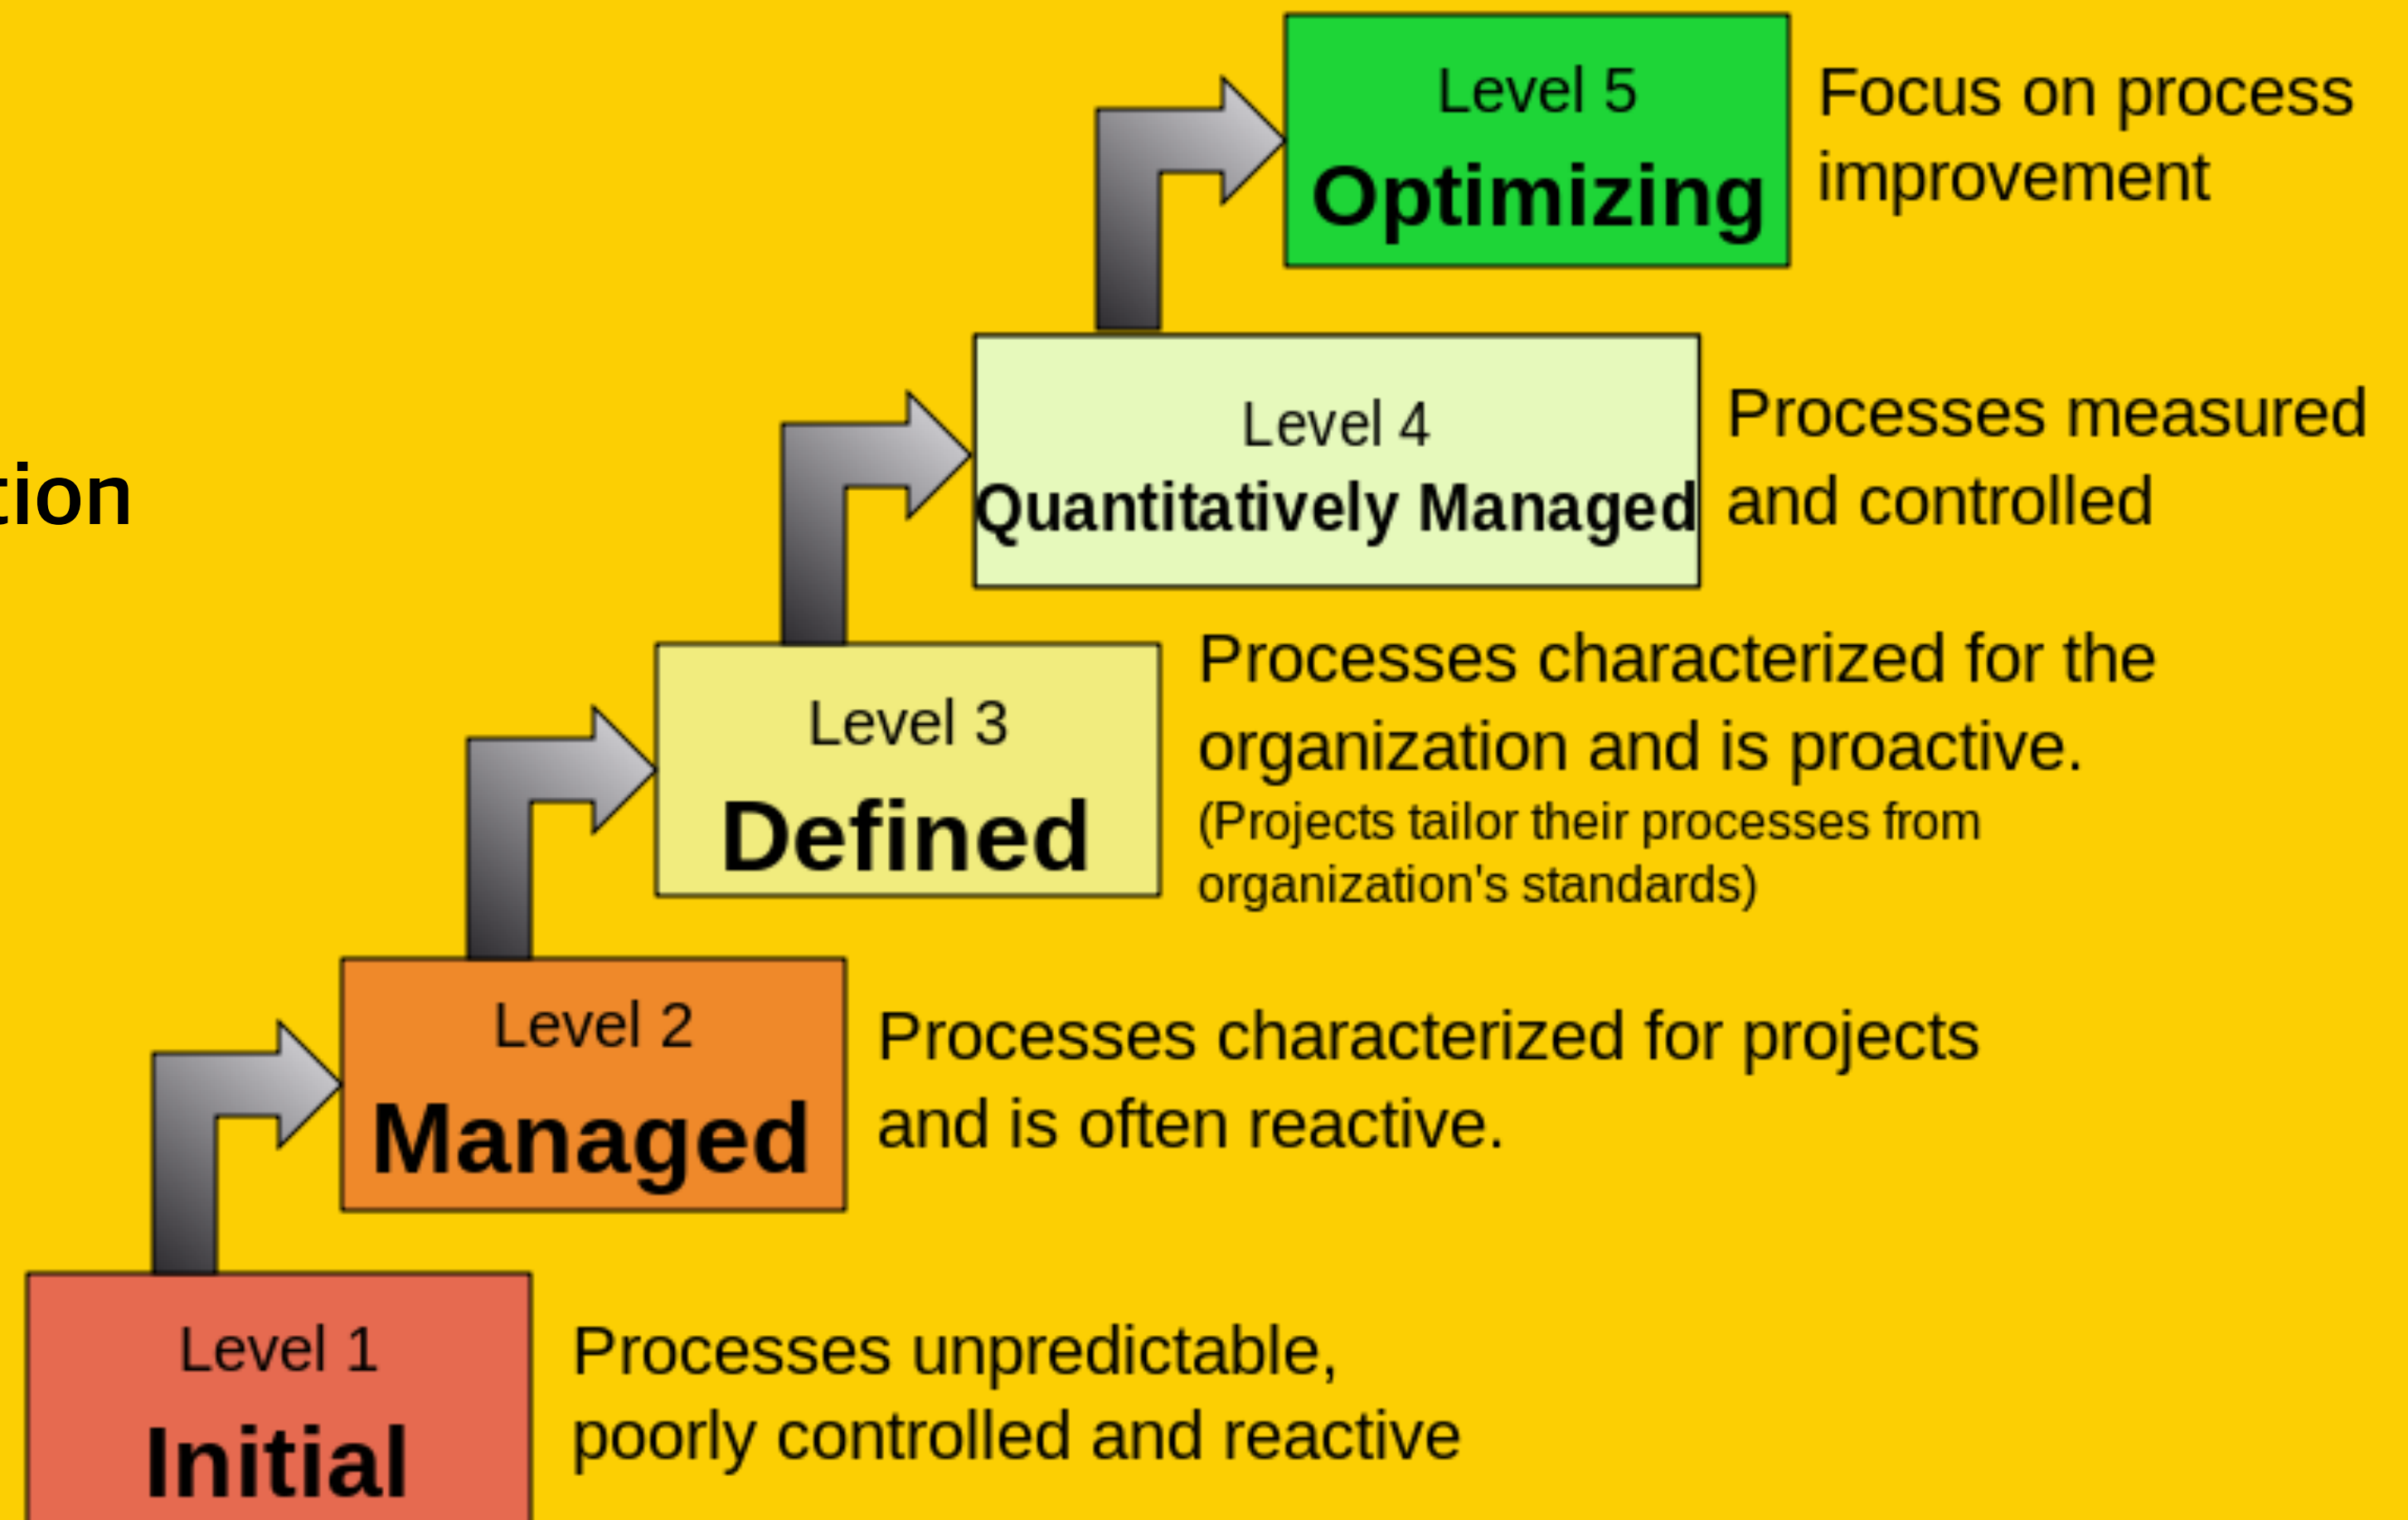 Level 5
Optimizing
Focus on process
improvement
Level 4
Quantitatively Managed
Processes measured
and controlled
tion
Level 3
Defined
Processes characterized for the
organization and is proactive.
(Projects tailor their processes from
organization's standards)
Level 2
Managed
Processes characterized for projects
and is often reactive.
Level 1
Initial
Processes unpredictable,
poorly controlled and reactive